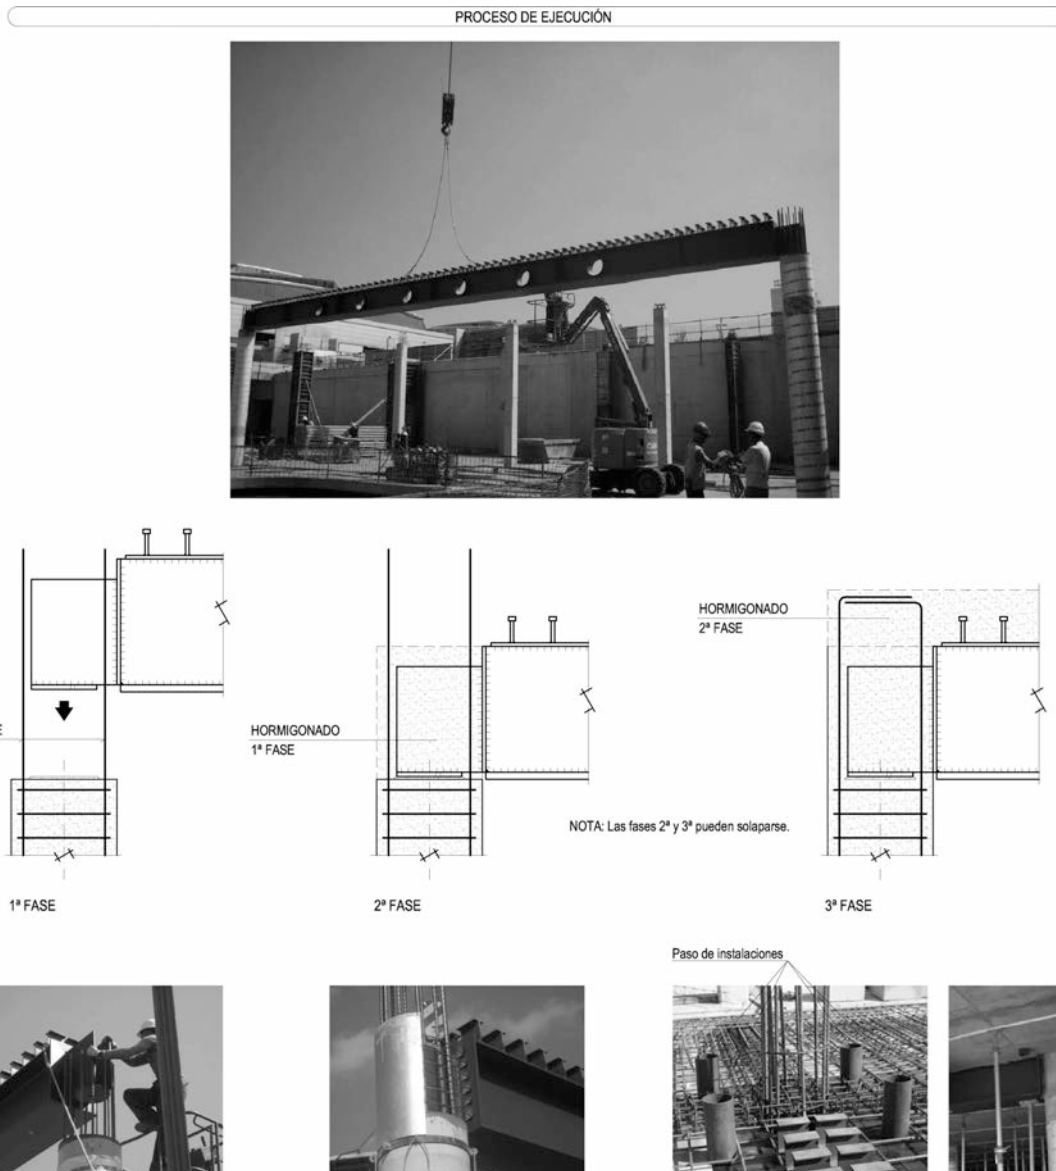 PROCESO DE EJECUCIÓN
HORMIGONADO
2ª FASE
HORMIGONADO
1ª FASE
NOTA: Las fases 2ª y 3ª pueden solaparse.
1ª FASE
2ª FASE
3ª FASE
Paso de instalaciones